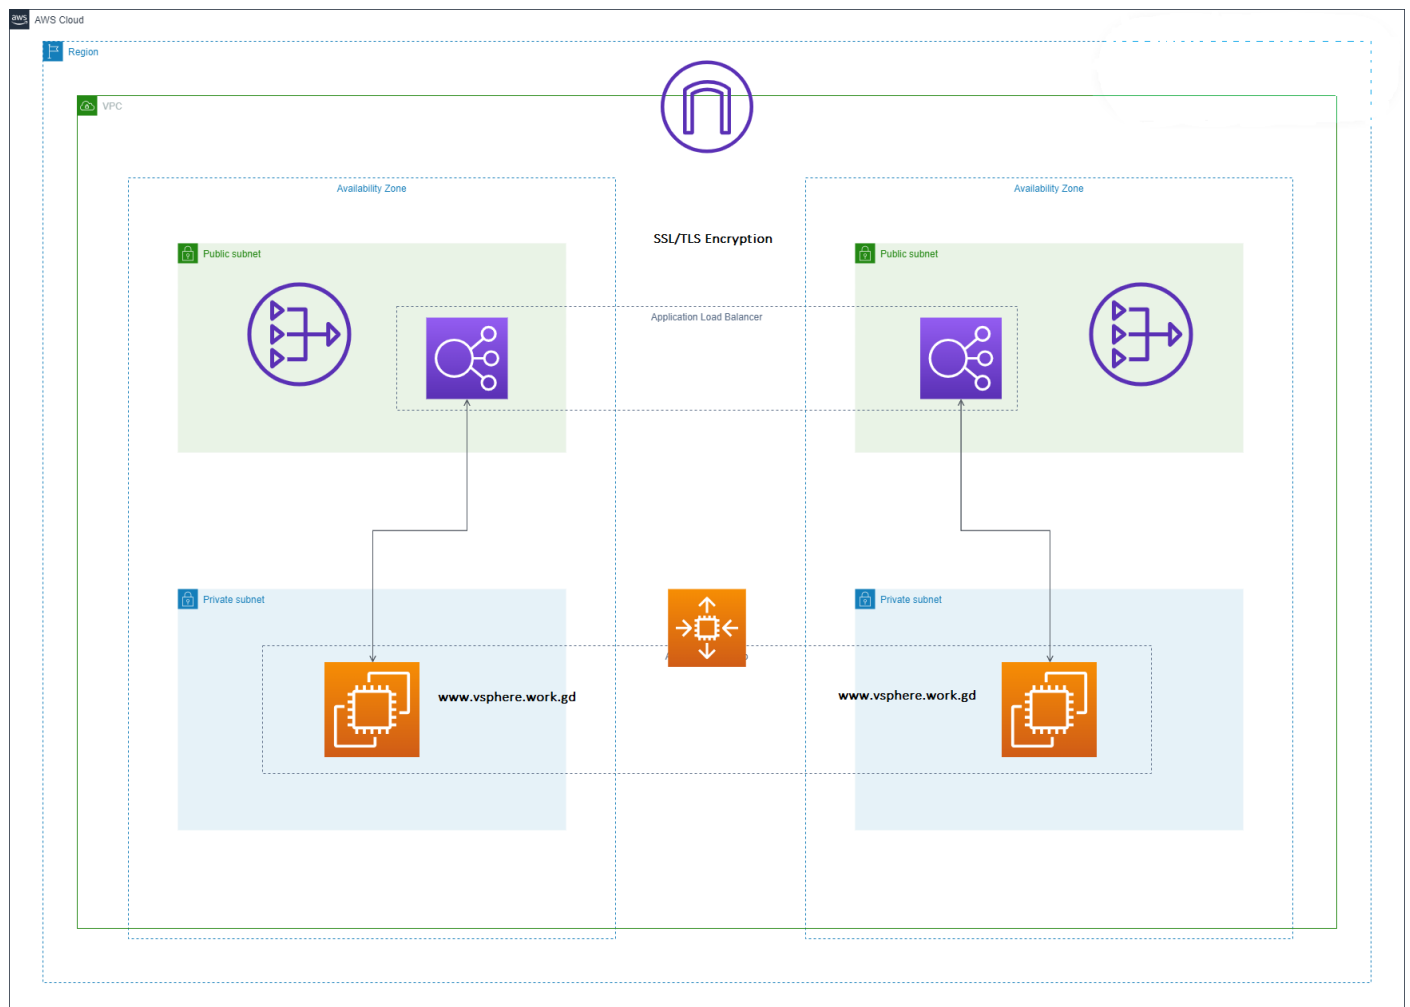 aws
AWS Cloud
Region
VPC
Availability Zone
Availability Zone
SSL/TLS Encryption
Public subnet
Public subnet
Application Load Balancer
Private subnet
Private subnet
www.vsphere.work.gd
www.vsphere.work.gd